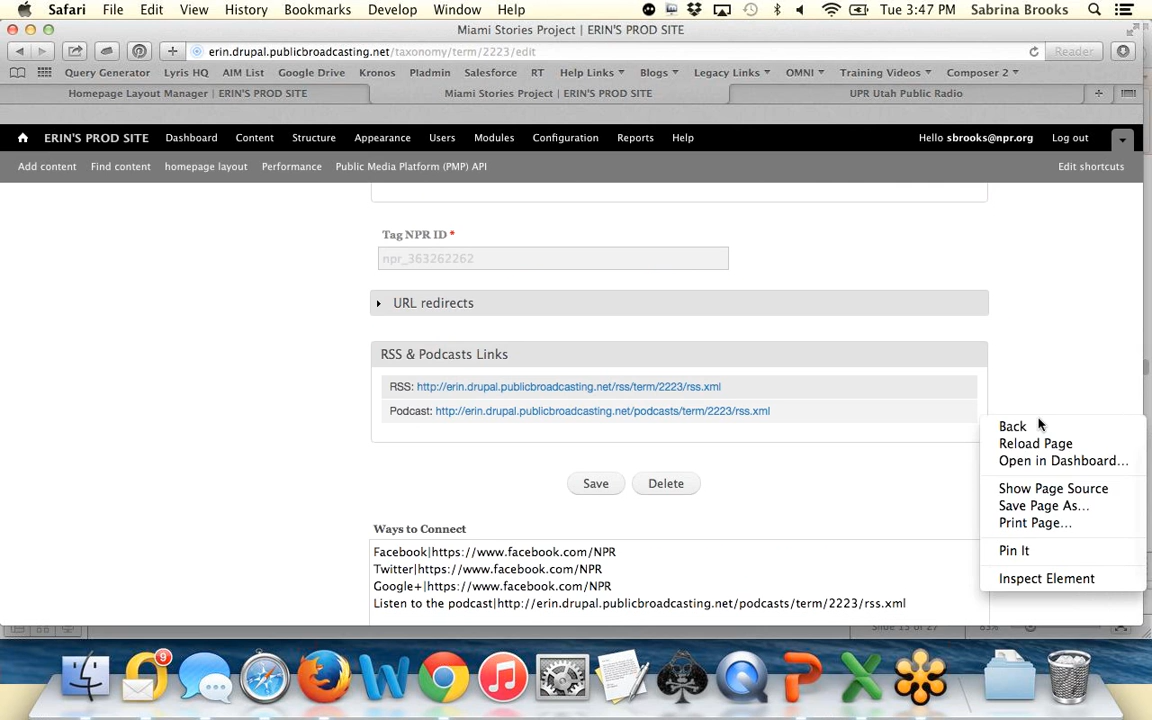 Safari File Edit View History Bookmarks Develop Window Help Tue 3:47 PM Sabrina Brooks
Miami Stories Project | ERIN'S PROD SITE
erin.drupal.publicbroadcasting.net/taxonomy/term/2223/edit Reader
Query Generator Lyris HQ AIM List Google Drive Kronos Pladmin Salesforce RT Help Links Blogs Legacy Links OMNI Training Videos Composer 2
Homepage Layout Manager | ERIN'S PROD SITE Miami Stories Project | ERIN'S PROD SITE UPR Utah Public Radio
ERIN'S PROD SITE Dashboard Content Structure Appearance Users Modules Configuration Reports Help Hello sbrooks@npr.org Log out
Add content Find content homepage layout Performance Public Media Platform (PMP) API Edit shortcuts
Tag NPR ID *
npr_363262262
URL redirects
RSS & Podcasts Links
RSS: http://erin.drupal.publicbroadcasting.net/rss/term/2223/rss.xml
Podcast: http://erin.drupal.publicbroadcasting.net/podcasts/term/2223/rss.xml
Back
Reload Page
Open in Dashboard...
Show Page Source
Save Page As...
Print Page...
Pin It
Inspect Element
Save Delete
Ways to Connect
Facebook|https://www.facebook.com/NPR
Twitter|https://www.facebook.com/NPR
Google+|https://www.facebook.com/NPR
Listen to the podcast|http://erin.drupal.publicbroadcasting.net/podcasts/term/2223/rss.xml
9